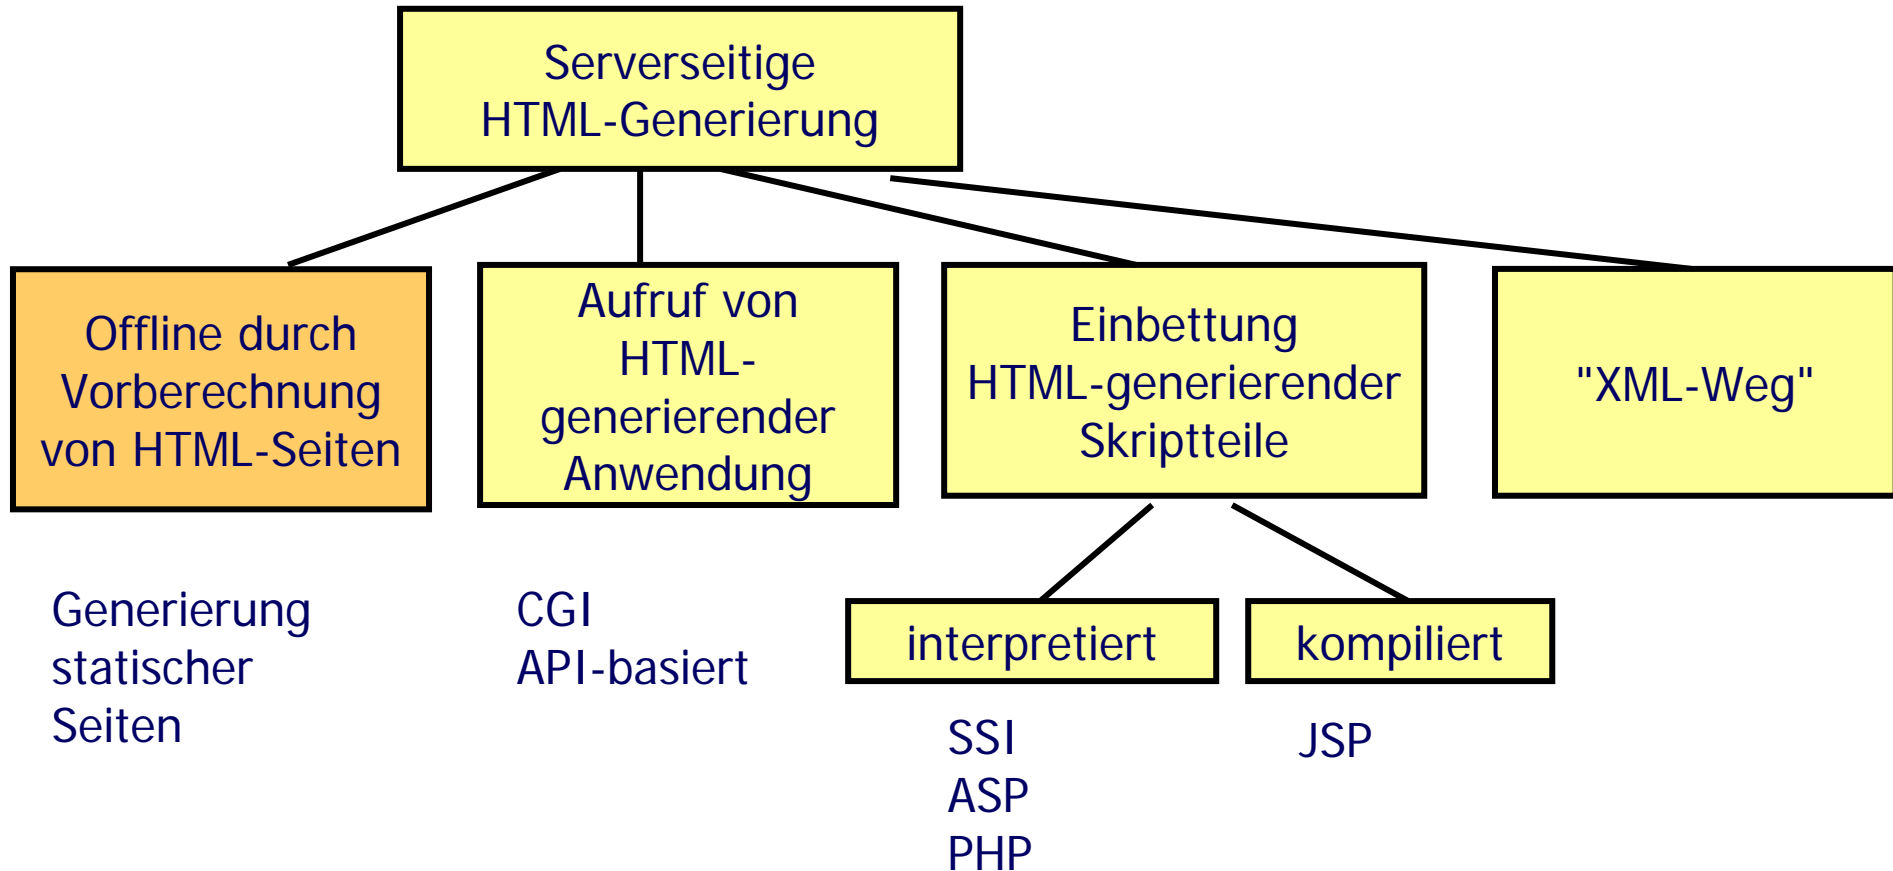 Serverseitige
HTML-Generierung
Offline durch
Vorberechnung
von HTML-Seiten
Aufruf von
HTML-
generierender
Anwendung
Einbettung
HTML-generierender
Skriptteile
"XML-Weg"
Generierung
statischer
Seiten
CGI
API-basiert
interpretiert
kompiliert
SSI
ASP
PHP
JSP